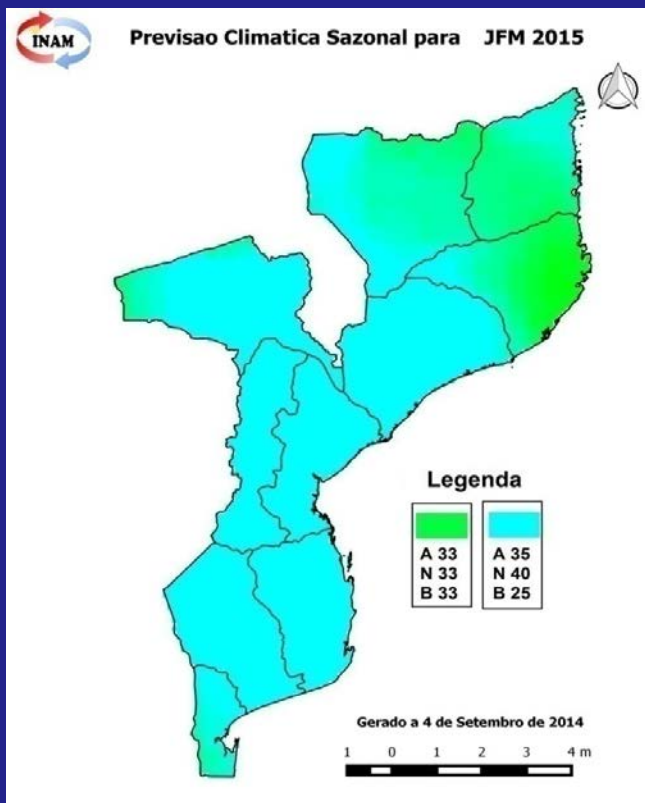 INAM
Previsao Climatica Sazonal para JFM 2015
Legenda
A 33
N 33
B 33
A 35
N 40
B 25
Gerado a 4 de Setembro de 2014
1 0 1 2 3 4 m